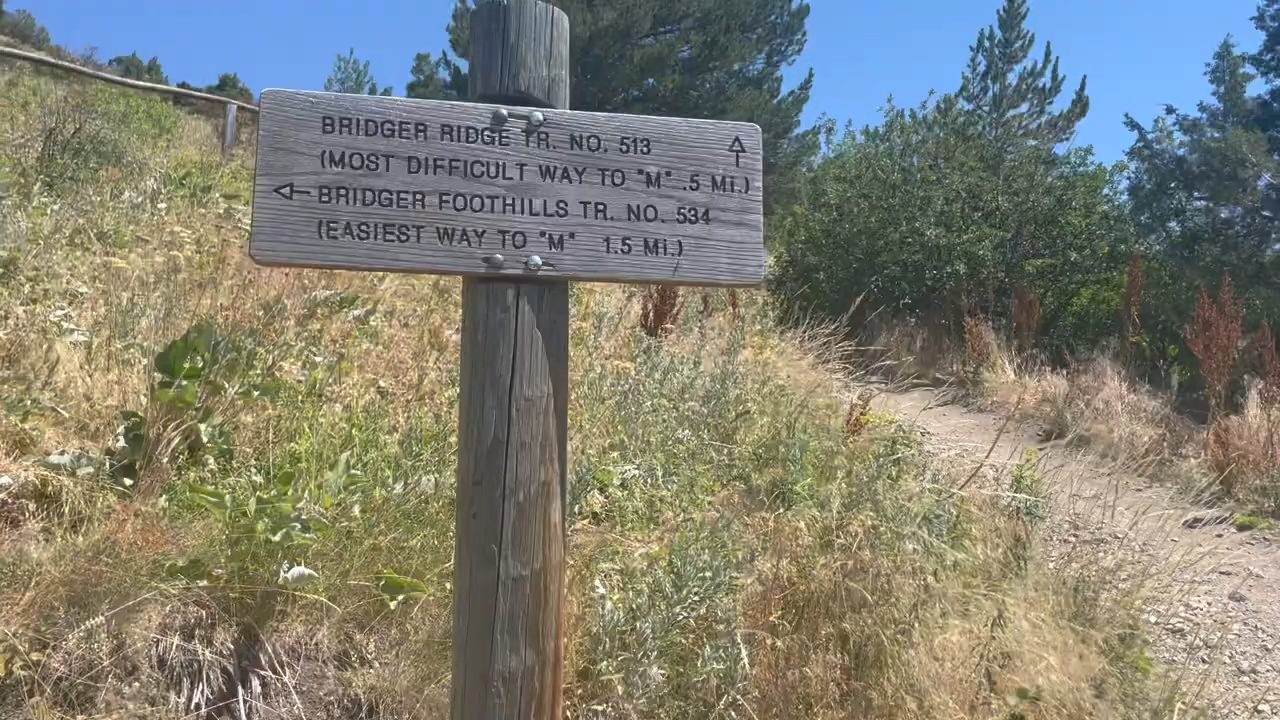 BRIDGER RIDGE TR. NO. 513
(MOST DIFFICULT WAY TO "M" .5 MI.)
BRIDGER FOOTHILLS TR. NO. 534
(EASIEST WAY TO "M" 1.5 MI.)